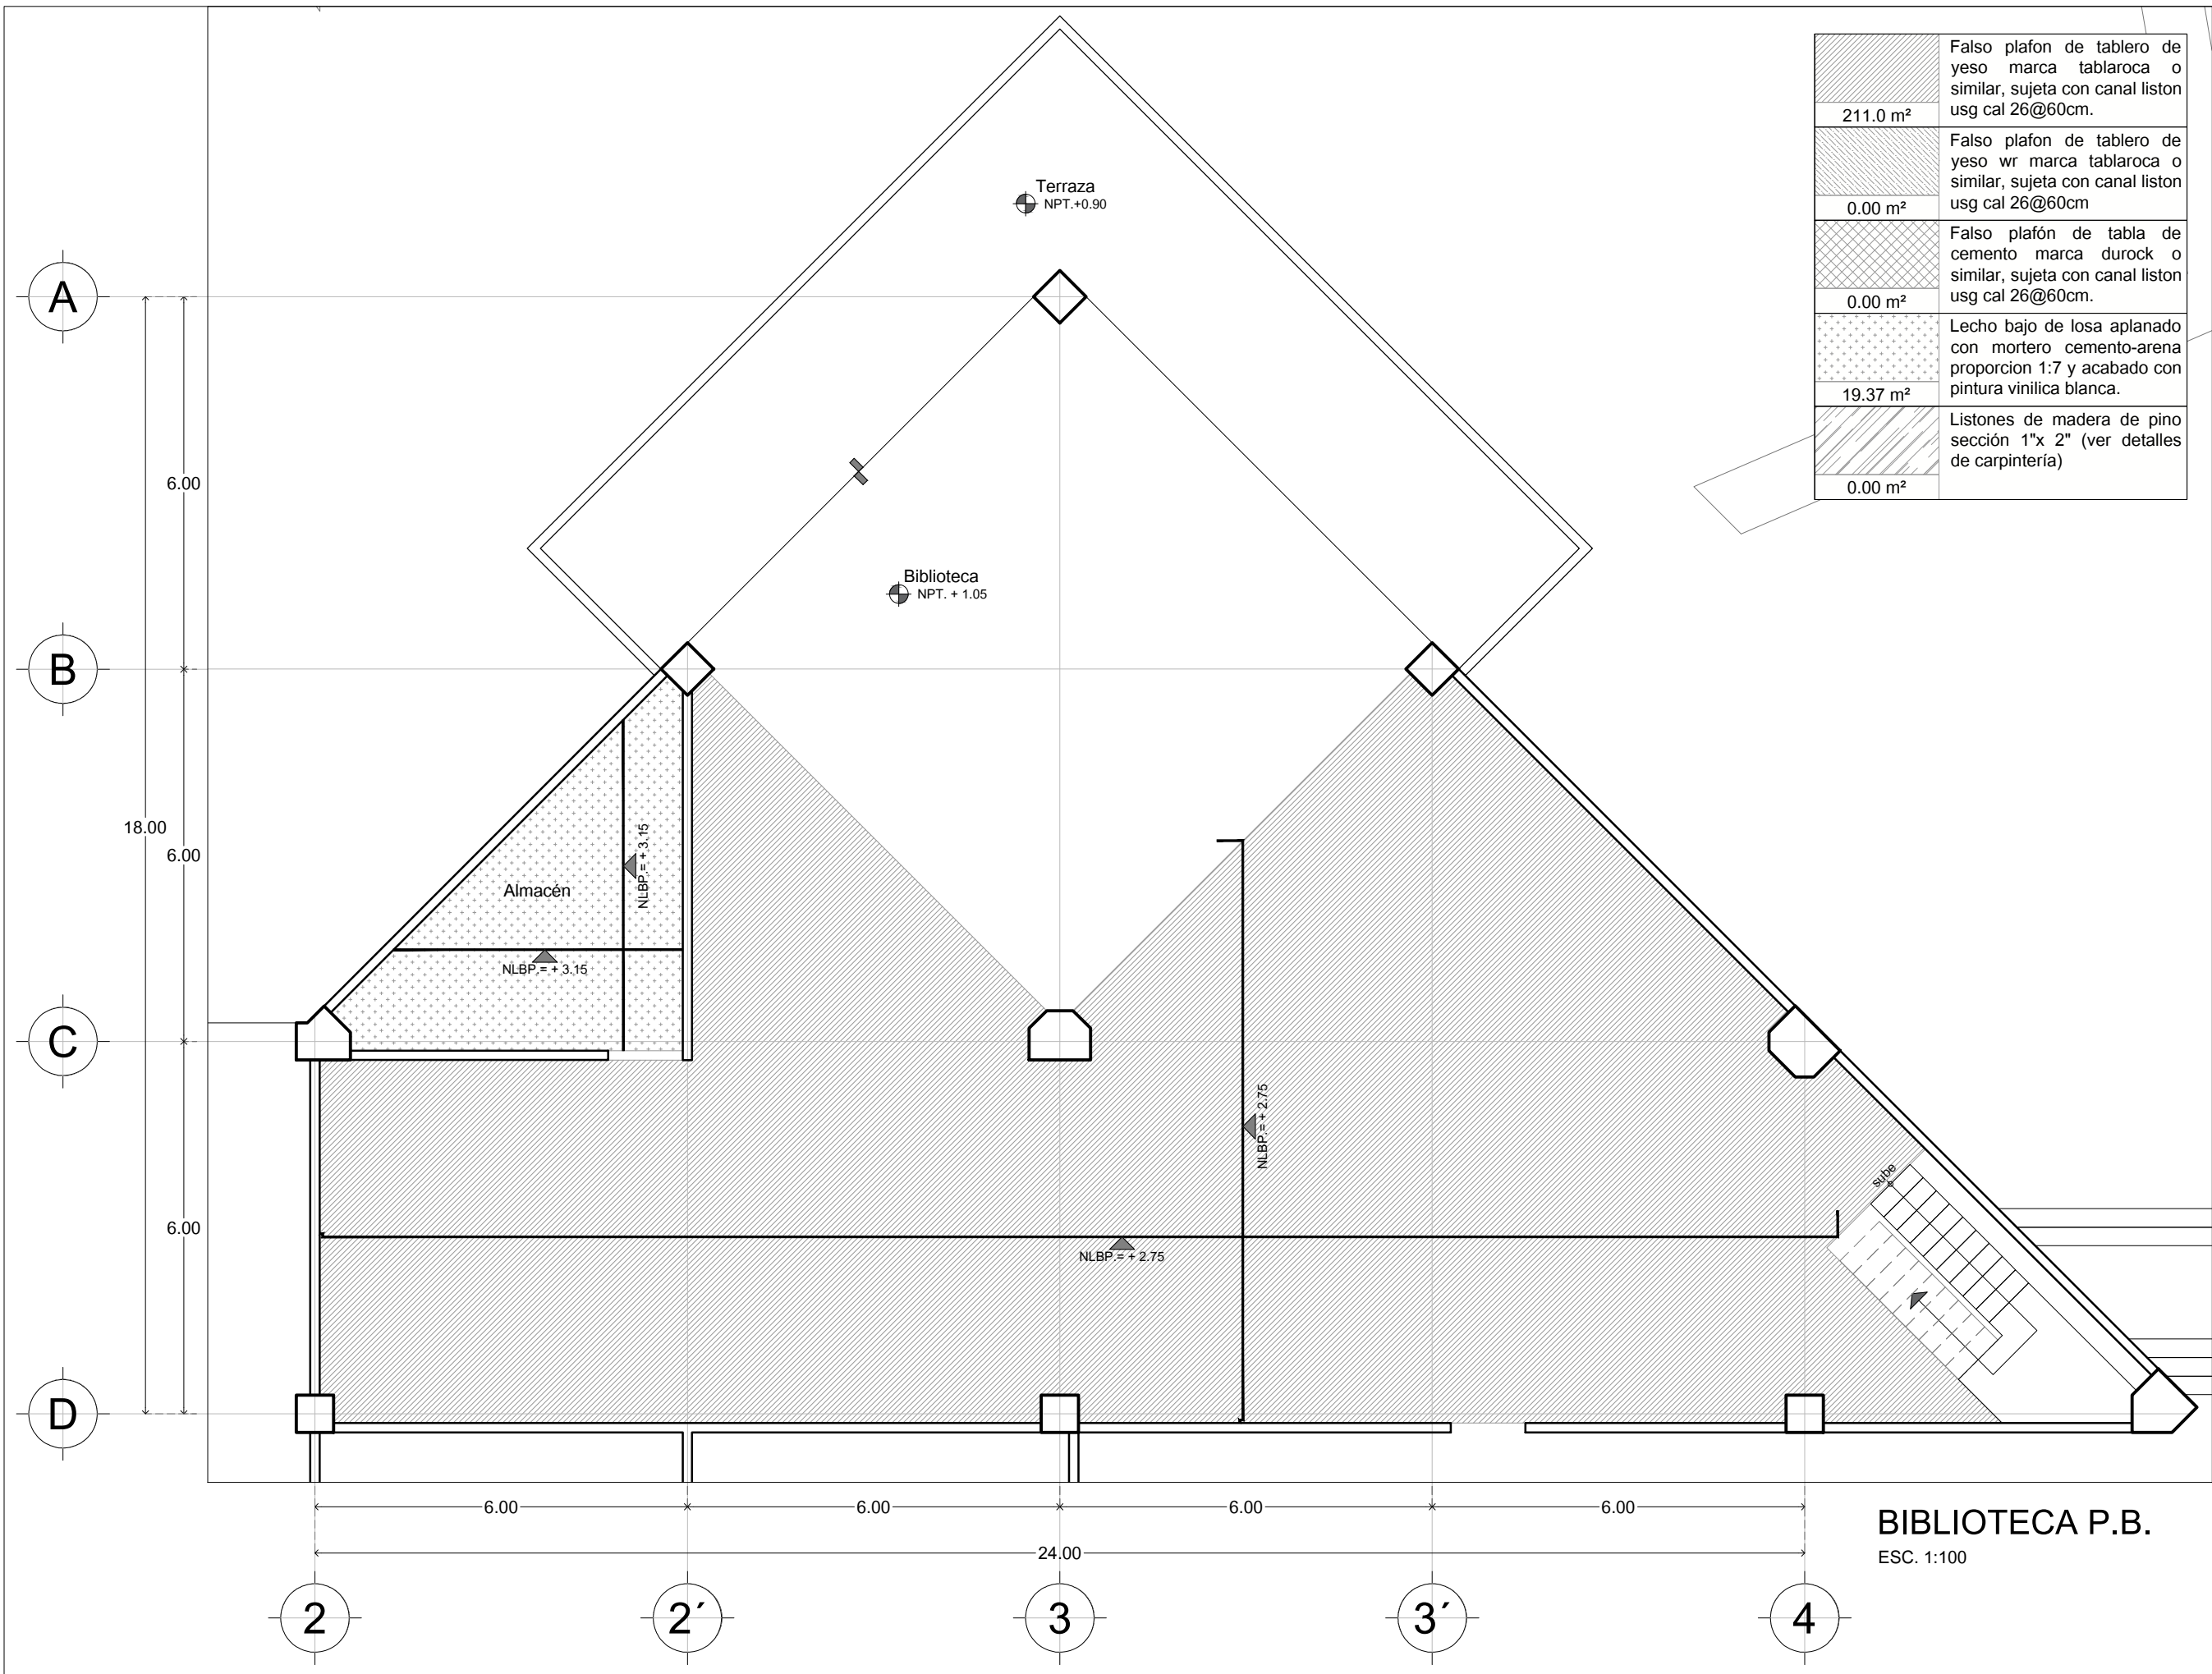 Falso plafon de tablero de
yeso marca tablaroca o
similar, sujeta con canal liston
usg cal 26@60cm.
211.0 m²
Falso plafon de tablero de
yeso wr marca tablaroca o
similar, sujeta con canal liston
usg cal 26@60cm
0.00 m²
Falso plafón de tabla de
cemento marca durock o
similar, sujeta con canal liston
usg cal 26@60cm.
0.00 m²
Lecho bajo de losa aplanado
con mortero cemento-arena
proporcion 1:7 y acabado con
pintura vinilica blanca.
19.37 m²
Listones de madera de pino
sección 1"x 2" (ver detalles
de carpintería)
0.00 m²
Terraza
NPT.+0.90
A
6.00
Biblioteca
NPT. + 1.05
B
18.00
6.00
Almacén
NLBP.= + 3.15
NLBP.= + 3.15
C
NLBP.= + 2.75
sube
6.00
NLBP.= + 2.75
D
6.00
6.00
6.00
6.00
24.00
BIBLIOTECA P.B.
ESC. 1:100
2
2´
3
3´
4